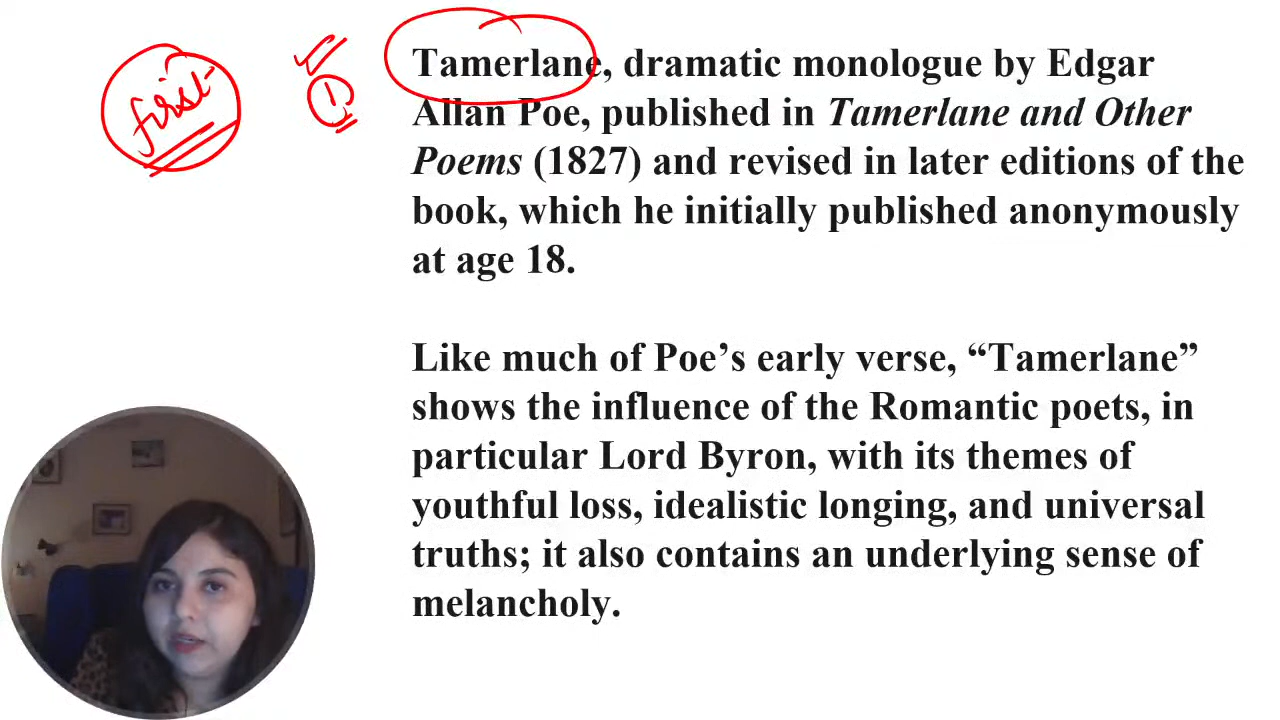 first
①
Tamerlane, dramatic monologue by Edgar
Allan Poe, published in Tamerlane and Other
Poems (1827) and revised in later editions of the
book, which he initially published anonymously
at age 18.
Like much of Poe’s early verse, “Tamerlane”
shows the influence of the Romantic poets, in
particular Lord Byron, with its themes of
youthful loss, idealistic longing, and universal
truths; it also contains an underlying sense of
melancholy.